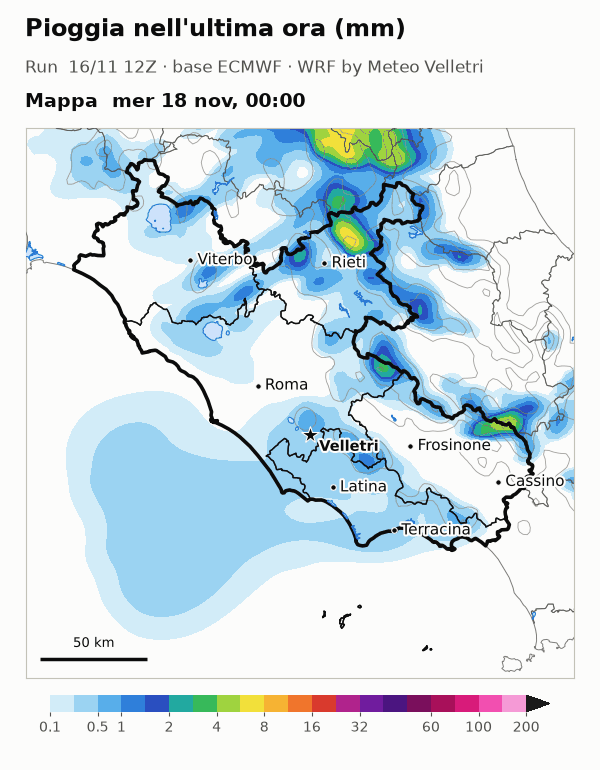 Pioggia nell'ultima ora (mm)
Run  16/11 12Z · base ECMWF · WRF by Meteo Velletri
Mappa  mer 18 nov, 00:00
Viterbo
Rieti
Roma
Velletri
Frosinone
Latina
Cassino
Terracina
50 km
0.1 0.5 1 2 4 8 16 32 60 100 200